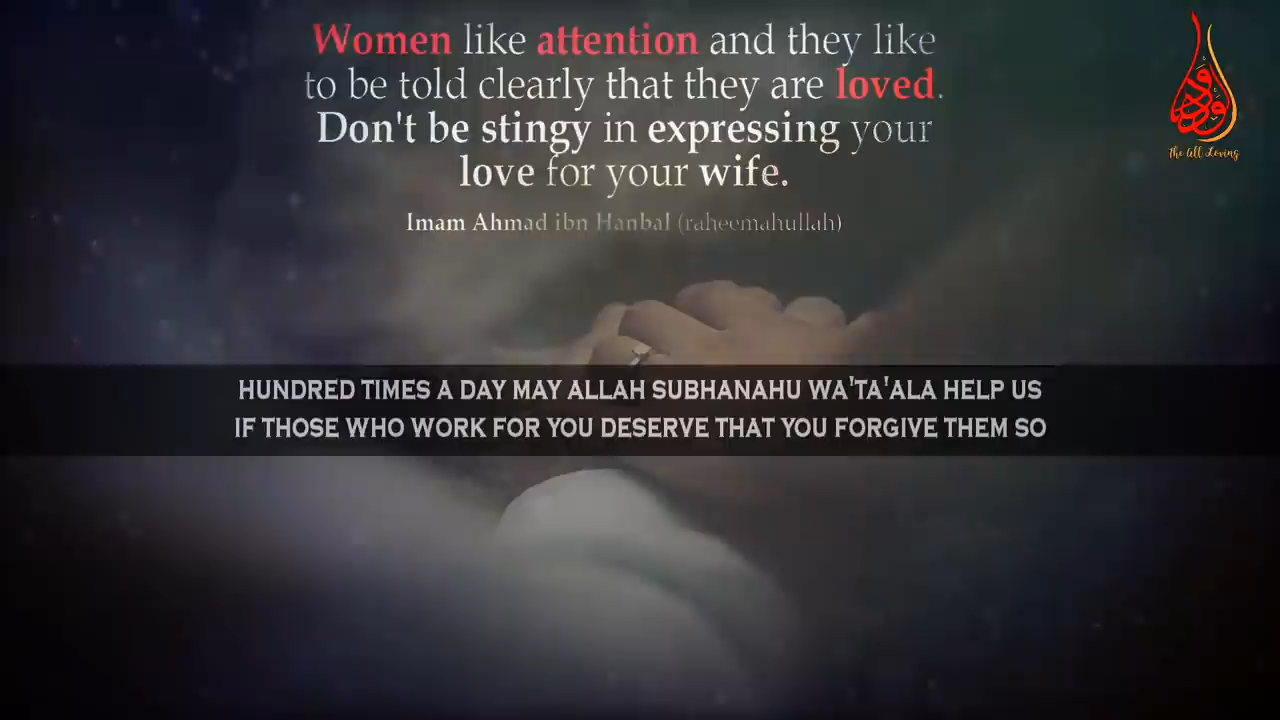 Women like attention and they like
to be told clearly that they are loved.
Don't be stingy in expressing your
love for your wife.
Imam Ahmad ibn Hanbal (raheemahullah)
The All Loving
HUNDRED TIMES A DAY MAY ALLAH SUBHANAHU WA'TA'ALA HELP US
IF THOSE WHO WORK FOR YOU DESERVE THAT YOU FORGIVE THEM SO